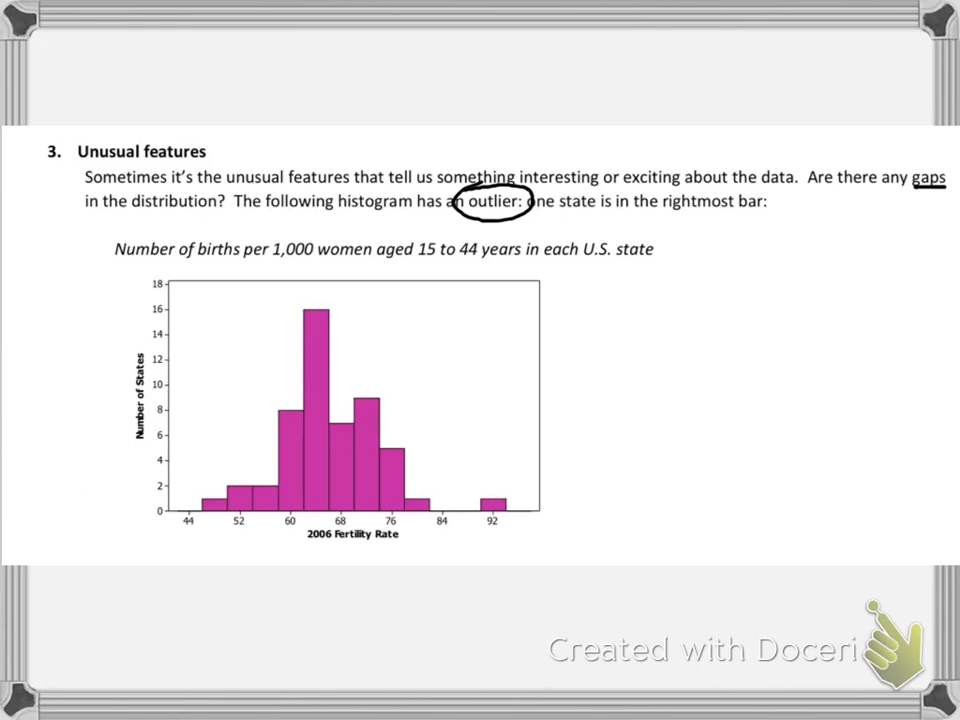 3. Unusual features
Sometimes it's the unusual features that tell us something interesting or exciting about the data. Are there any gaps
in the distribution? The following histogram has an outlier: one state is in the rightmost bar:
Number of births per 1,000 women aged 15 to 44 years in each U.S. state
18
16
14
12
10
8
6
4
2
0
Number of States
44 52 60 68 76 84 92
2006 Fertility Rate
Created with Doceri